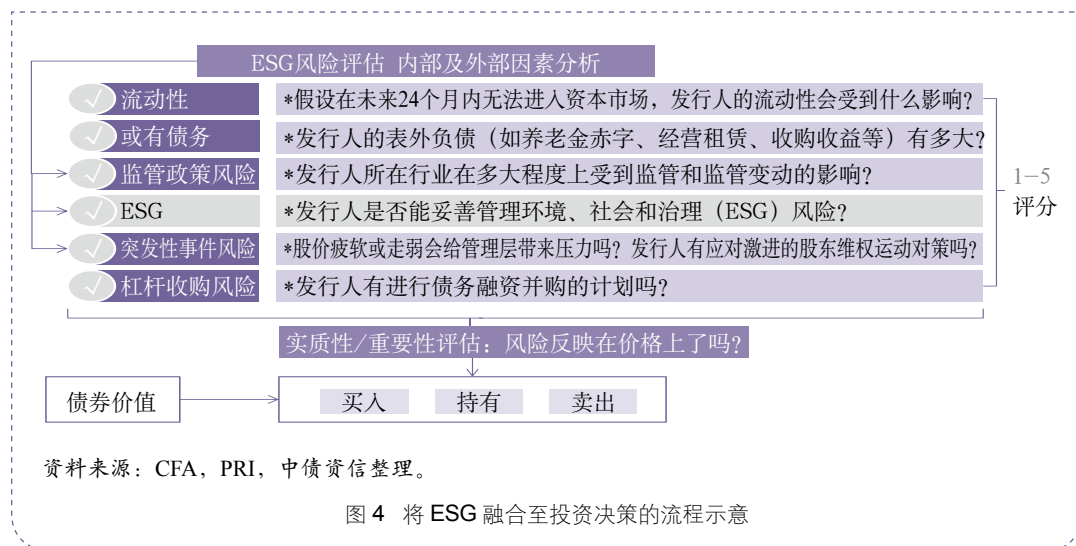 ESG风险评估 内部及外部因素分析
流动性 *假设在未来24个月内无法进入资本市场，发行人的流动性会受到什么影响？
或有债务 *发行人的表外负债（如养老金赤字、经营租赁、收购收益等）有多大？
监管政策风险 *发行人所在行业在多大程度上受到监管和监管变动的影响？
1-5
ESG *发行人是否能妥善管理环境、社会和治理（ESG）风险？
评分
突发性事件风险 *股价疲软或走弱会给管理层带来压力吗？发行人有应对激进的股东维权运动对策吗？
杠杆收购风险 *发行人有进行债务融资并购的计划吗？
实质性/重要性评估：风险反映在价格上了吗？
债券价值 买入 持有 卖出
资料来源：CFA，PRI，中债资信整理。
图 4 将 ESG 融合至投资决策的流程示意